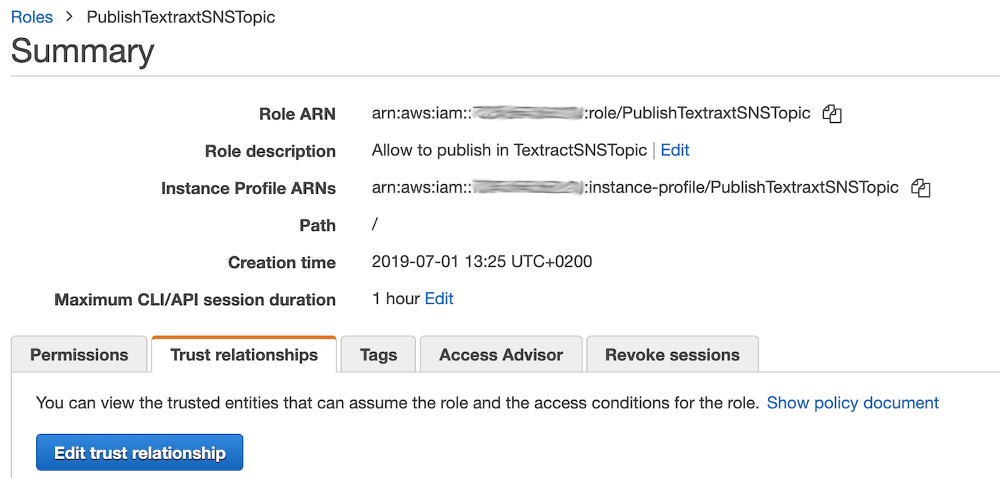 Roles > PublishTextraxtSNSTopic
Summary
Role ARN arn:aws:iam:: :role/PublishTextraxtSNSTopic
Role description Allow to publish in TextractSNSTopic | Edit
Instance Profile ARNs arn:aws:iam:: :instance-profile/PublishTextraxtSNSTopic
Path /
Creation time 2019-07-01 13:25 UTC+0200
Maximum CLI/API session duration 1 hour Edit
Permissions Trust relationships Tags Access Advisor Revoke sessions
You can view the trusted entities that can assume the role and the access conditions for the role. Show policy document
Edit trust relationship